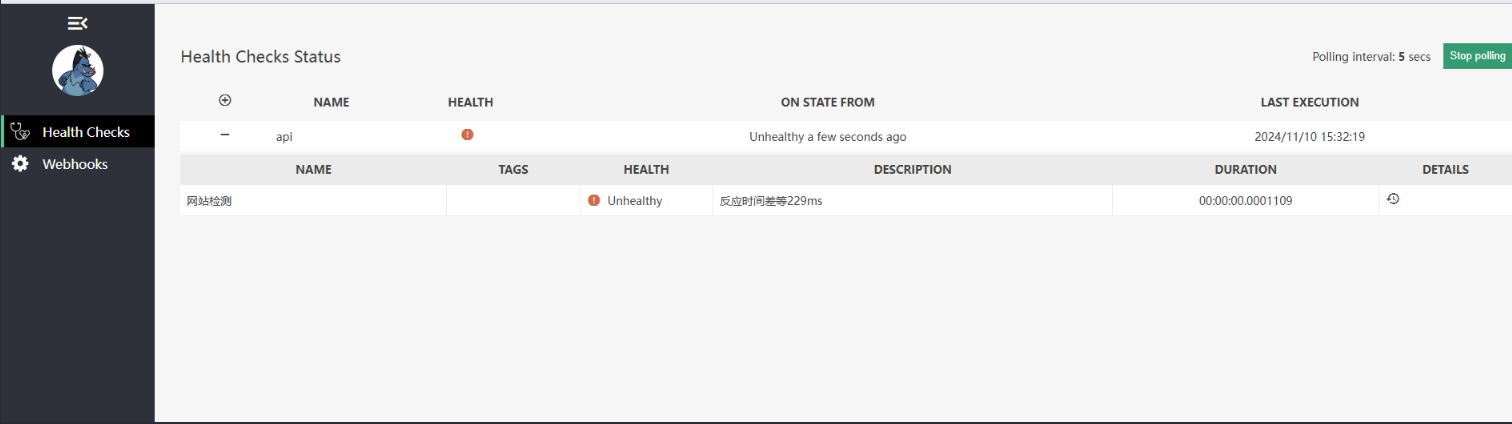 Health Checks Status
Polling interval: 5 secs Stop polling
NAME HEALTH ON STATE FROM LAST EXECUTION
Health Checks
api Unhealthy a few seconds ago 2024/11/10 15:32:19
Webhooks
NAME TAGS HEALTH DESCRIPTION DURATION DETAILS
网站检测 Unhealthy 反应时间差等229ms 00:00:00.0001109